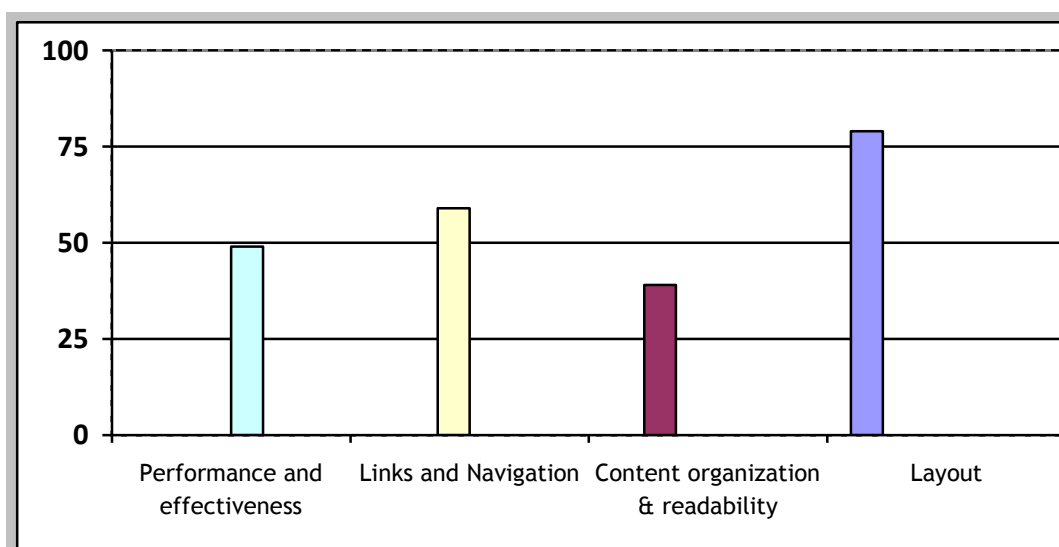 100
75
50
25
0
Performance and effectiveness
Links and Navigation
Content organization & readability
Layout